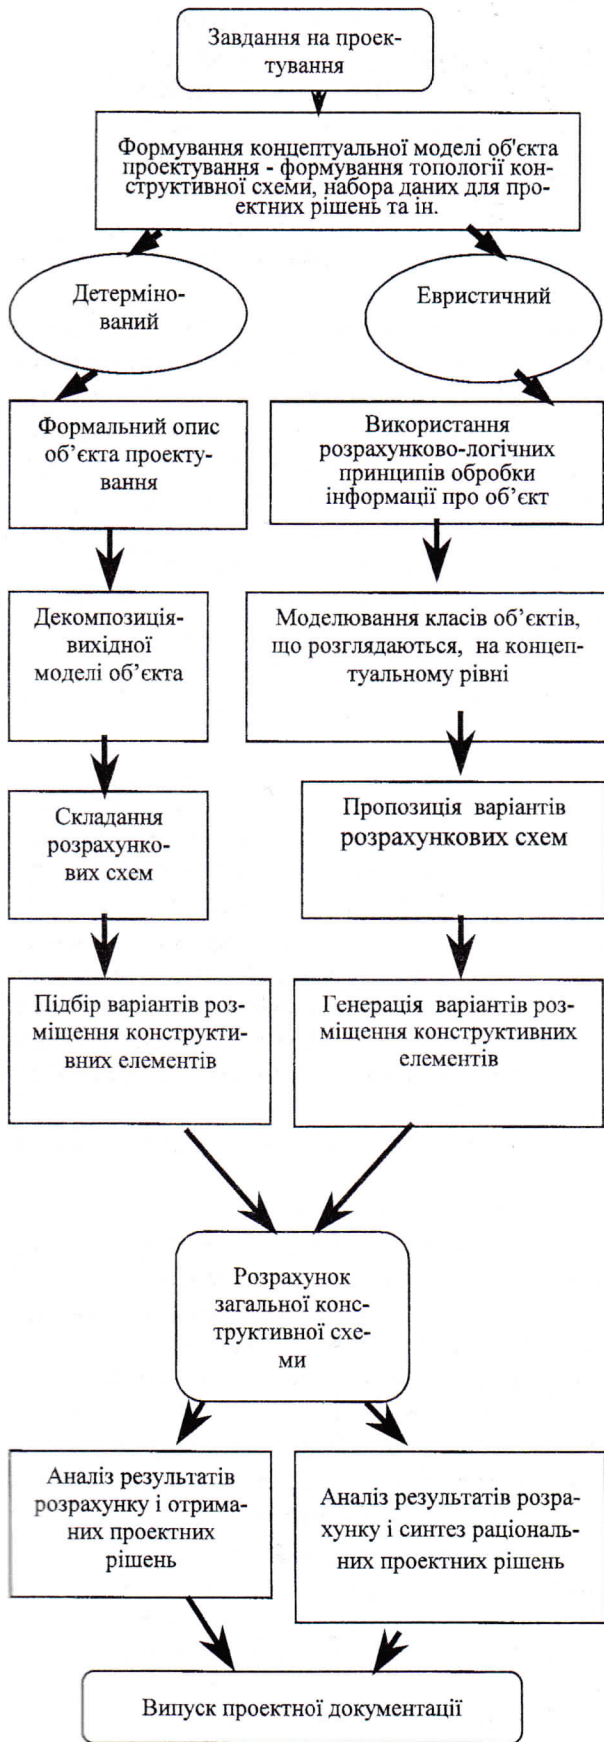 Завдання на проек-
тування
Формування концептуальної моделі об'єкта
проектування - формування топології кон-
структивної схеми, набора даних для про-
ектних рішень та ін.
Детерміно-
ваний
Евристичний
Формальний опис
об’єкта проекту-
вання
Використання
розрахунково-логічних
принципів обробки
інформації про об’єкт
Декомпозиція-
вихідної
моделі об’єкта
Моделювання класів об’єктів,
що розглядаються, на концеп-
туальному рівні
Складання
розрахунко-
вих схем
Пропозиція варіантів
розрахункових схем
Підбір варіантів роз-
міщення конструкти-
вних елементів
Генерація варіантів роз-
міщення конструктивних
елементів
Розрахунок
загальної конс-
труктивної схе-
ми
Аналіз результатів
розрахунку і отрима-
них проектних
рішень
Аналіз результатів розра-
хунку і синтез раціональ-
них проектних рішень
Випуск проектної документації